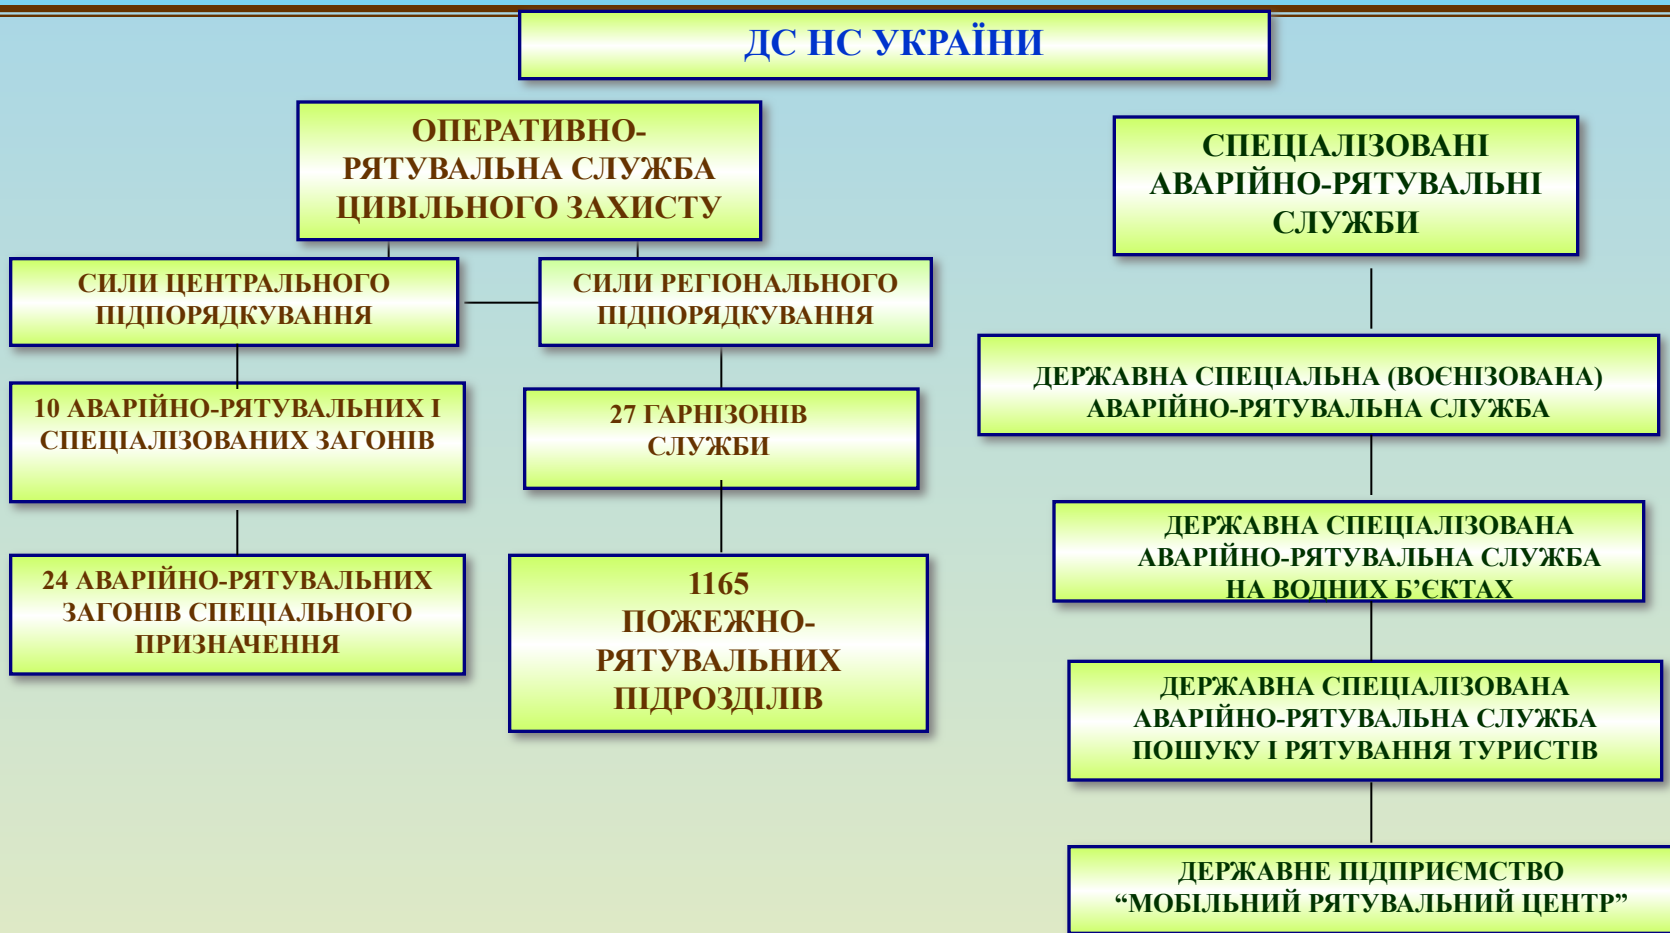 ДС НС УКРАЇНИ
ОПЕРАТИВНО-
РЯТУВАЛЬНА СЛУЖБА
ЦИВІЛЬНОГО ЗАХИСТУ
СИЛИ ЦЕНТРАЛЬНОГО
ПІДПОРЯДКУВАННЯ
СИЛИ РЕГІОНАЛЬНОГО
ПІДПОРЯДКУВАННЯ
10 АВАРІЙНО-РЯТУВАЛЬНИХ І
СПЕЦІАЛІЗОВАНИХ ЗАГОНІВ
27 ГАРНІЗОНІВ
СЛУЖБИ
24 АВАРІЙНО-РЯТУВАЛЬНИХ
ЗАГОНІВ СПЕЦІАЛЬНОГО
ПРИЗНАЧЕННЯ
1165
ПОЖЕЖНО-
РЯТУВАЛЬНИХ
ПІДРОЗДІЛІВ
СПЕЦІАЛІЗОВАНІ
АВАРІЙНО-РЯТУВАЛЬНІ
СЛУЖБИ
ДЕРЖАВНА СПЕЦІАЛЬНА (ВОЄНІЗОВАНА)
АВАРІЙНО-РЯТУВАЛЬНА СЛУЖБА
ДЕРЖАВНА СПЕЦІАЛІЗОВАНА
АВАРІЙНО-РЯТУВАЛЬНА СЛУЖБА
НА ВОДНИХ Б’ЄКТАХ
ДЕРЖАВНА СПЕЦІАЛІЗОВАНА
АВАРІЙНО-РЯТУВАЛЬНА СЛУЖБА
ПОШУКУ І РЯТУВАННЯ ТУРИСТІВ
ДЕРЖАВНЕ ПІДПРИЄМСТВО
“МОБІЛЬНИЙ РЯТУВАЛЬНИЙ ЦЕНТР”